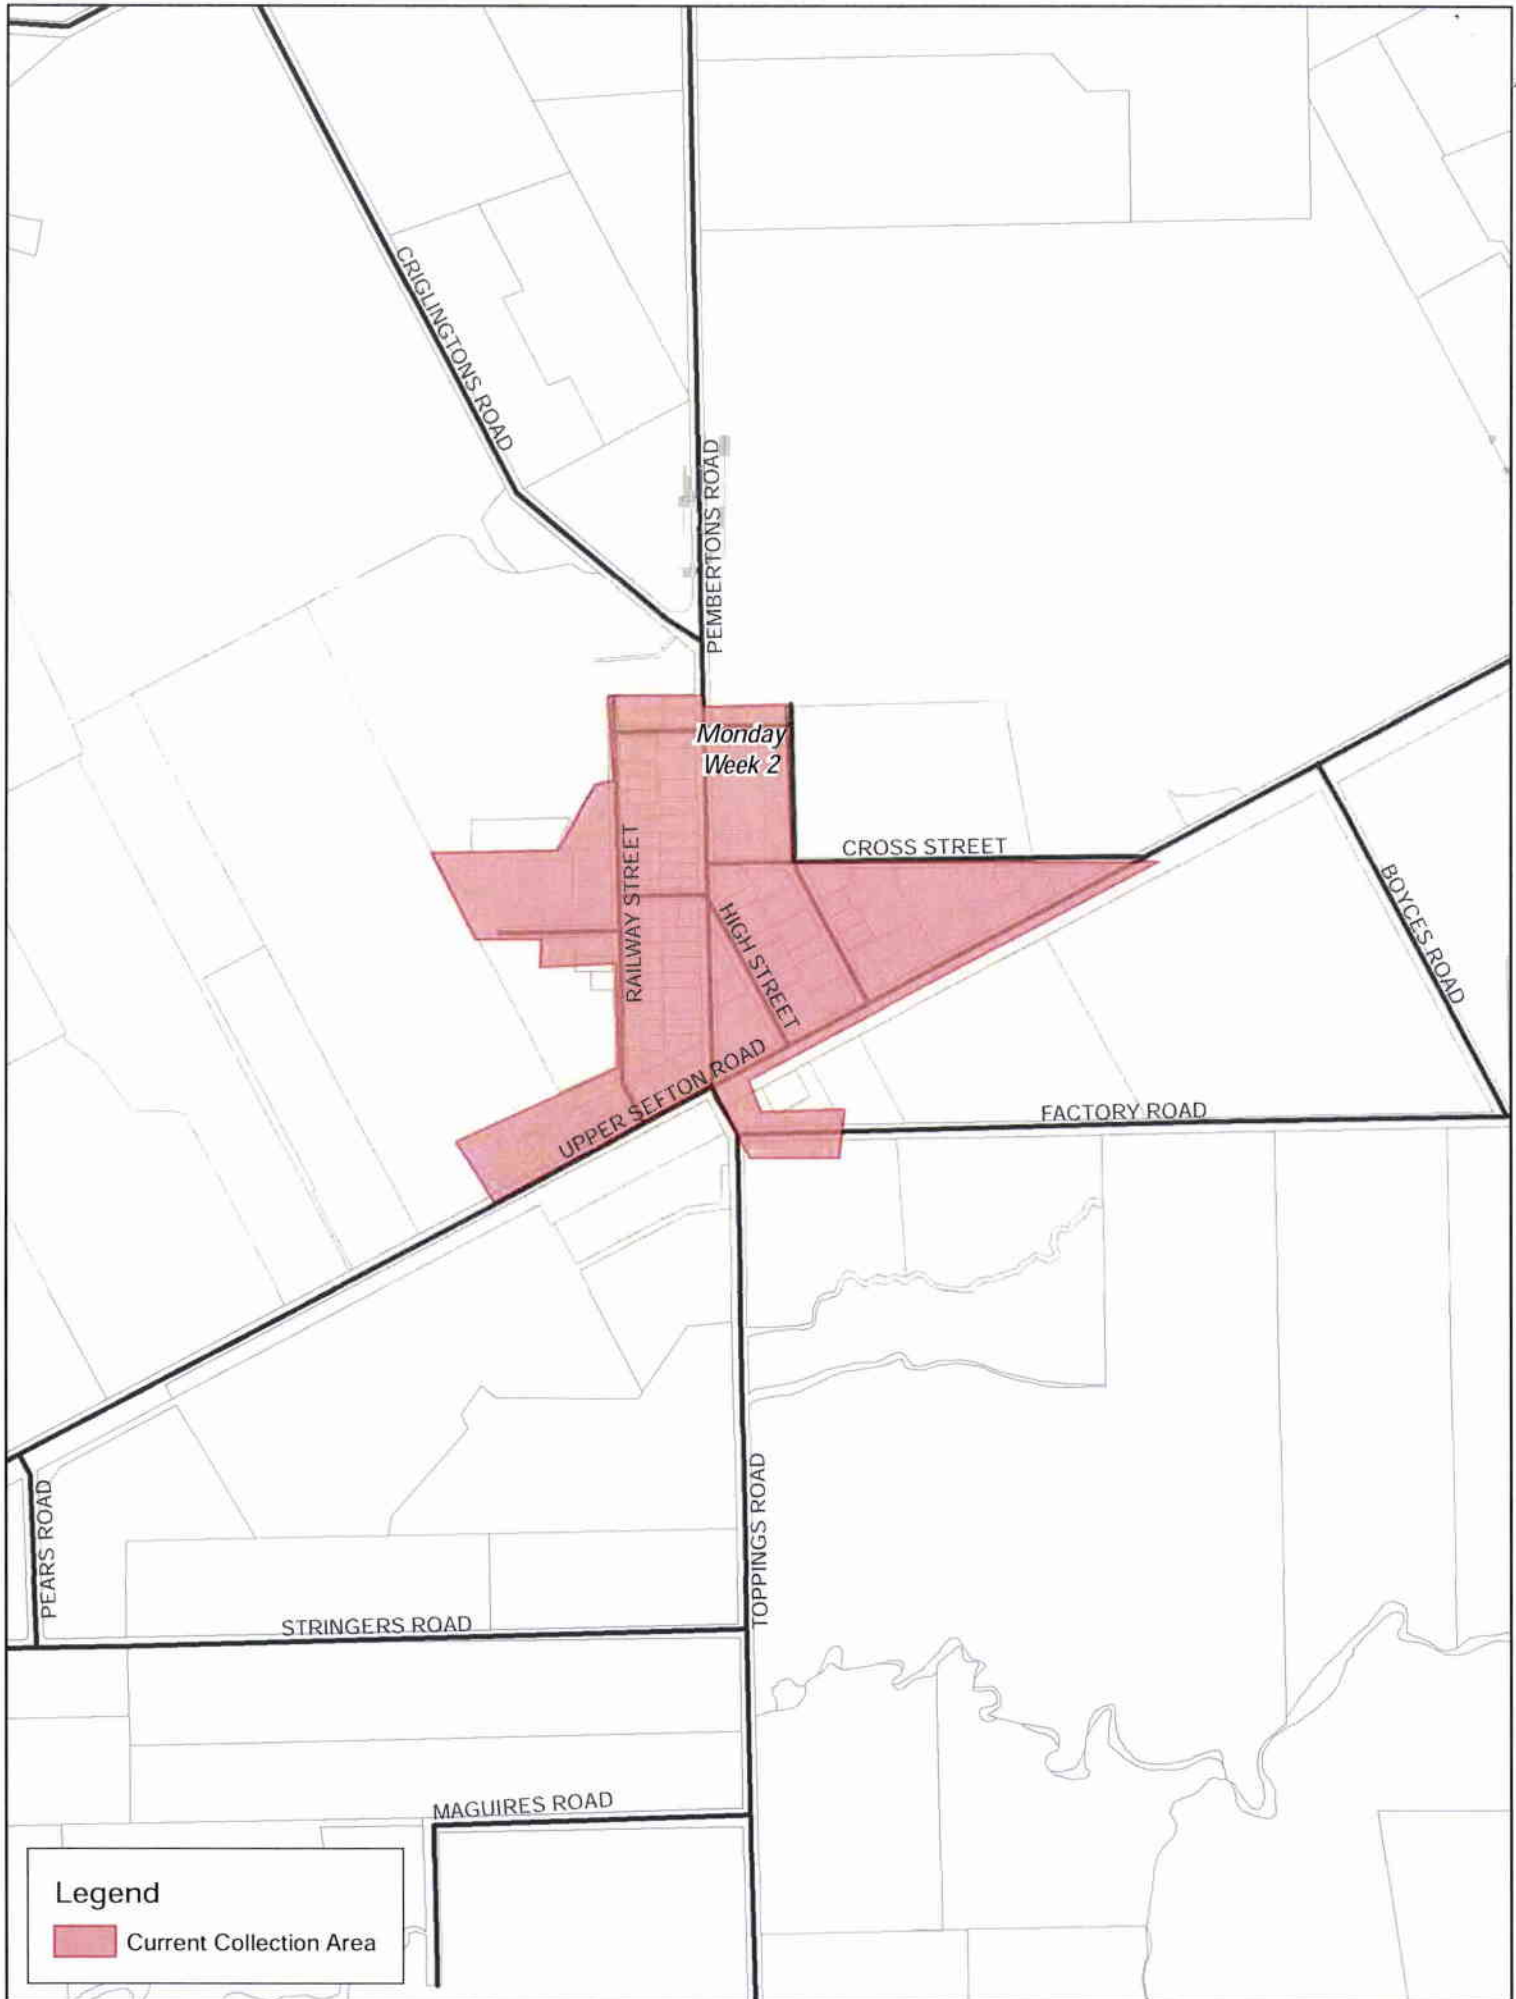 CRIGLINGTONS ROAD
PEMBERTONS ROAD
Monday
Week 2
CROSS STREET
RAILWAY STREET
HIGH STREET
BOYCES ROAD
UPPER SEFTON ROAD
FACTORY ROAD
PEARS ROAD
TOPPINGS ROAD
STRINGERS ROAD
MAGUIRES ROAD
Legend
Current Collection Area